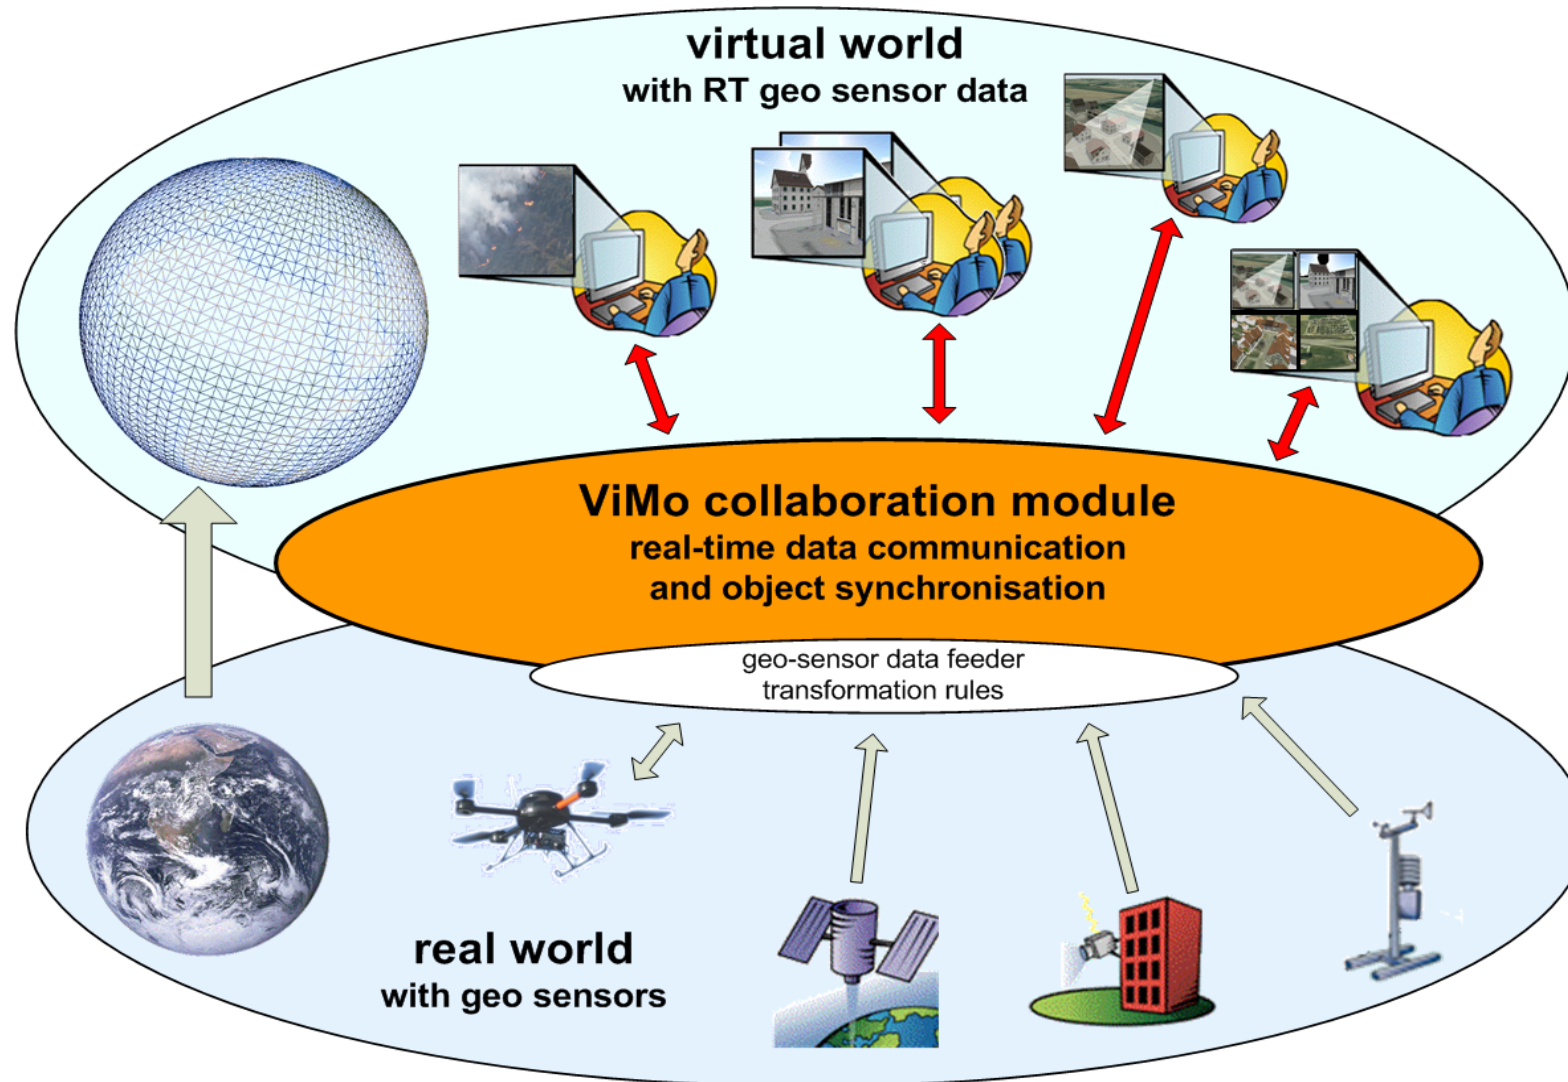 virtual world
with RT geo sensor data
ViMo collaboration module
real-time data communication
and object synchronisation
geo-sensor data feeder
transformation rules
real world
with geo sensors